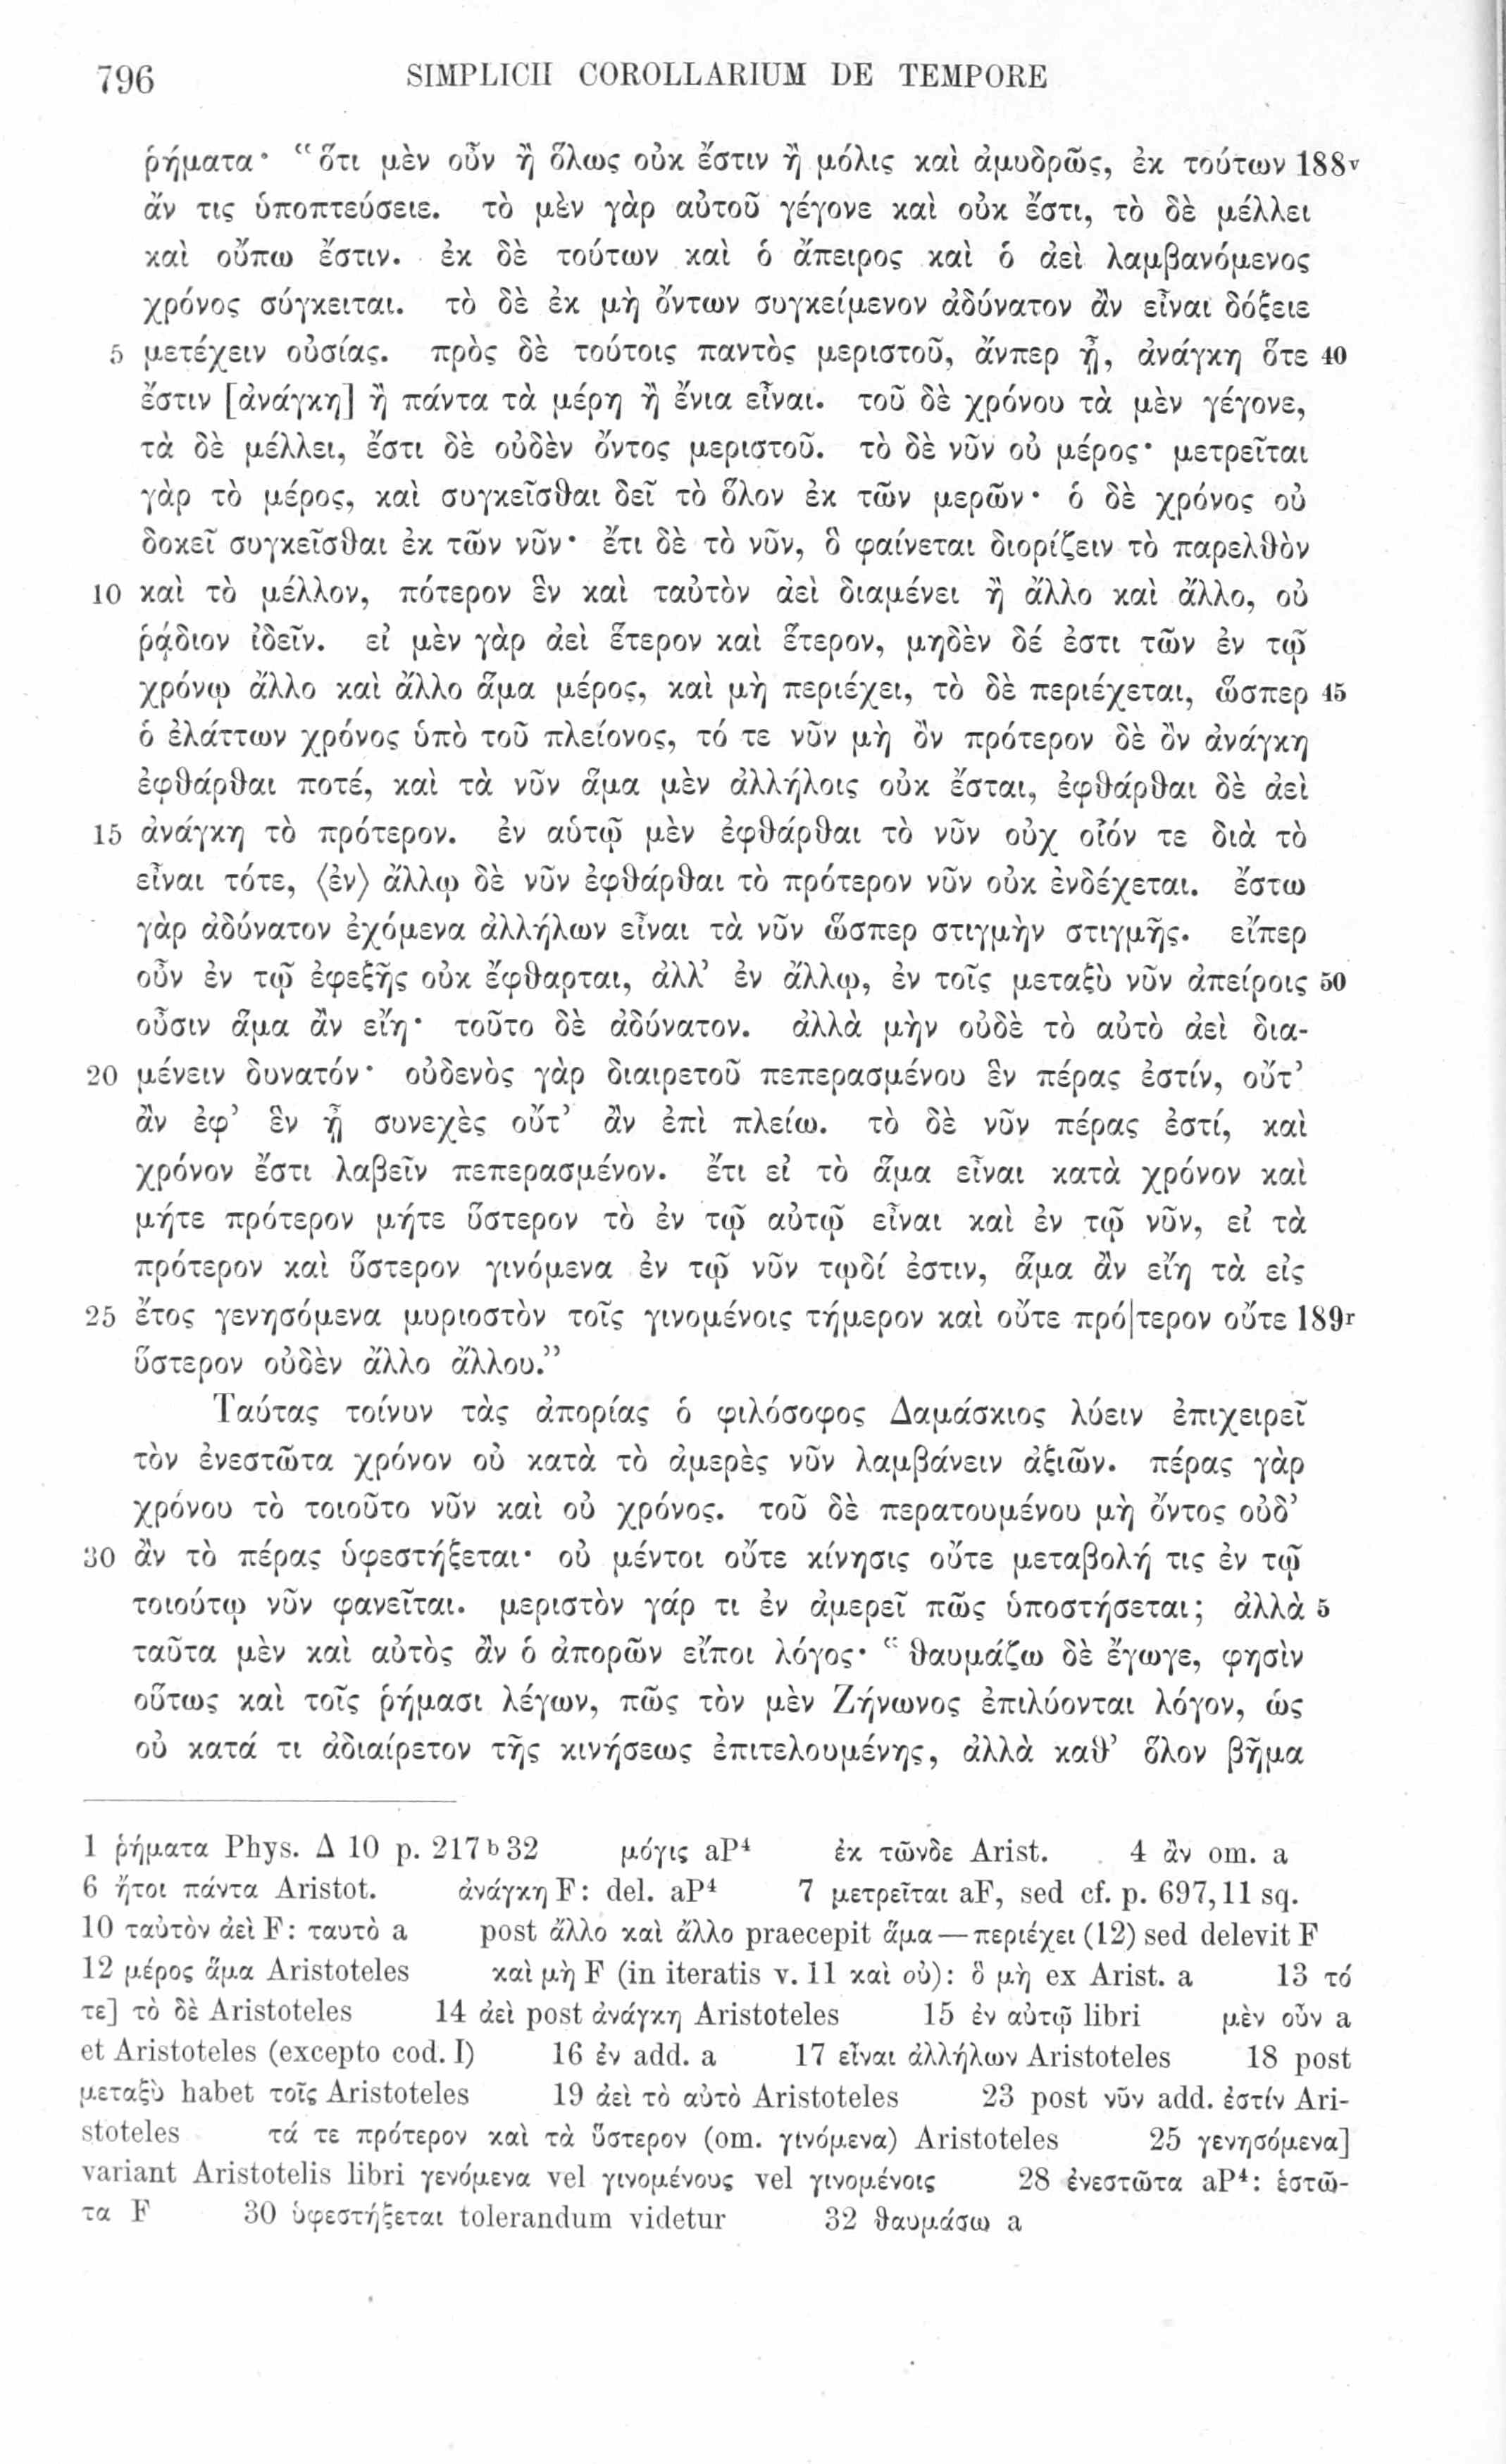 796 SIMPLICII COROLLARIUM DE TEMPORE
ῥήματα· “ὅτι μὲν οὖν ἢ ὅλως οὐκ ἔστιν ἢ μόλις καὶ ἀμυδρῶς, ἐκ τούτων 188v
ἄν τις ὑποπτεύσειε. τὸ μὲν γὰρ αὐτοῦ γέγονε καὶ οὐκ ἔστι, τὸ δὲ μέλλει
καὶ οὔπω ἔστιν. ἐκ δὲ τούτων καὶ ὁ ἄπειρος καὶ ὁ ἀεὶ λαμβανόμενος
χρόνος σύγκειται. τὸ δὲ ἐκ μὴ ὄντων συγκείμενον ἀδύνατον ἂν εἶναι δόξειε
5 μετέχειν οὐσίας. πρὸς δὲ τούτοις παντὸς μεριστοῦ, ἄνπερ ᾖ, ἀνάγκη ὅτε 40
ἔστιν [ἀνάγκη] ἢ πάντα τὰ μέρη ἢ ἔνια εἶναι. τοῦ δὲ χρόνου τὰ μὲν γέγονε,
τὰ δὲ μέλλει, ἔστι δὲ οὐδὲν ὄντος μεριστοῦ. τὸ δὲ νῦν οὐ μέρος· μετρεῖται
γὰρ τὸ μέρος, καὶ συγκεῖσθαι δεῖ τὸ ὅλον ἐκ τῶν μερῶν· ὁ δὲ χρόνος οὐ
δοκεῖ συγκεῖσθαι ἐκ τῶν νῦν· ἔτι δὲ τὸ νῦν, ὃ φαίνεται διορίζειν τὸ παρελθὸν
10 καὶ τὸ μέλλον, πότερον ἓν καὶ ταὐτὸν ἀεὶ διαμένει ἢ ἄλλο καὶ ἄλλο, οὐ
ῥᾴδιον ἰδεῖν. εἰ μὲν γὰρ ἀεὶ ἕτερον καὶ ἕτερον, μηδὲν δέ ἐστι τῶν ἐν τῷ
χρόνῳ ἄλλο καὶ ἄλλο ἅμα μέρος, καὶ μὴ περιέχει, τὸ δὲ περιέχεται, ὥσπερ 45
ὁ ἐλάττων χρόνος ὑπὸ τοῦ πλείονος, τό τε νῦν μὴ ὂν πρότερον δὲ ὂν ἀνάγκη
ἐφθάρθαι ποτέ, καὶ τὰ νῦν ἅμα μὲν ἀλλήλοις οὐκ ἔσται, ἐφθάρθαι δὲ ἀεὶ
15 ἀνάγκη τὸ πρότερον. ἐν αὑτῷ μὲν ἐφθάρθαι τὸ νῦν οὐχ οἷόν τε διὰ τὸ
εἶναι τότε, ⟨ἐν⟩ ἄλλῳ δὲ νῦν ἐφθάρθαι τὸ πρότερον νῦν οὐκ ἐνδέχεται. ἔστω
γὰρ ἀδύνατον ἐχόμενα ἀλλήλων εἶναι τὰ νῦν ὥσπερ στιγμὴν στιγμῆς. εἴπερ
οὖν ἐν τῷ ἐφεξῆς οὐκ ἔφθαρται, ἀλλ’ ἐν ἄλλῳ, ἐν τοῖς μεταξὺ νῦν ἀπείροις 50
οὖσιν ἅμα ἂν εἴη· τοῦτο δὲ ἀδύνατον. ἀλλὰ μὴν οὐδὲ τὸ αὐτὸ ἀεὶ δια-
20 μένειν δυνατόν· οὐδενὸς γὰρ διαιρετοῦ πεπερασμένου ἓν πέρας ἐστίν, οὔτ’
ἂν ἐφ’ ἓν ᾖ συνεχὲς οὔτ’ ἂν ἐπὶ πλείω. τὸ δὲ νῦν πέρας ἐστί, καὶ
χρόνον ἔστι λαβεῖν πεπερασμένον. ἔτι εἰ τὸ ἅμα εἶναι κατὰ χρόνον καὶ
μήτε πρότερον μήτε ὕστερον τὸ ἐν τῷ αὐτῷ εἶναι καὶ ἐν τῷ νῦν, εἰ τὰ
πρότερον καὶ ὕστερον γινόμενα ἐν τῷ νῦν τῳδί ἐστιν, ἅμα ἂν εἴη τὰ εἰς
25 ἔτος γενησόμενα μυριοστὸν τοῖς γινομένοις τήμερον καὶ οὔτε πρό|τερον οὔτε 189r
ὕστερον οὐδὲν ἄλλο ἄλλου.”
Ταύτας τοίνυν τὰς ἀπορίας ὁ φιλόσοφος Δαμάσκιος λύειν ἐπιχειρεῖ
τὸν ἐνεστῶτα χρόνον οὐ κατὰ τὸ ἀμερὲς νῦν λαμβάνειν ἀξιῶν. πέρας γὰρ
χρόνου τὸ τοιοῦτο νῦν καὶ οὐ χρόνος. τοῦ δὲ περατουμένου μὴ ὄντος οὐδ’
30 ἂν τὸ πέρας ὑφεστήξεται· οὐ μέντοι οὔτε κίνησις οὔτε μεταβολή τις ἐν τῷ
τοιούτῳ νῦν φανεῖται. μεριστὸν γάρ τι ἐν ἀμερεῖ πῶς ὑποστήσεται; ἀλλὰ 5
ταῦτα μὲν καὶ αὐτὸς ἂν ὁ ἀπορῶν εἴποι λόγος· “θαυμάζω δὲ ἔγωγε, φησὶν
οὕτως καὶ τοῖς ῥήμασι λέγων, πῶς τὸν μὲν Ζήνωνος ἐπιλύονται λόγον, ὡς
οὐ κατά τι ἀδιαίρετον τῆς κινήσεως ἐπιτελουμένης, ἀλλὰ καθ’ ὅλον βῆμα
1 ῥήματα Phys. Δ 10 p. 217b32 μόγις aP⁴ ἐκ τῶνδε Arist. 4 ἂν om. a
6 ἤτοι πάντα Aristot. ἀνάγκη F: del. aP⁴ 7 μετρεῖται aF, sed cf. p. 697,11 sq.
10 ταὐτὸν ἀεὶ F: ταυτὸ a post ἄλλο καὶ ἄλλο praecepit ἅμα — περιέχει (12) sed delevit F
12 μέρος ἅμα Aristoteles καὶ μὴ F (in iteratis v. 11 καὶ οὐ): ὃ μὴ ex Arist. a 13 τό
τε] τὸ δὲ Aristoteles 14 ἀεὶ post ἀνάγκη Aristoteles 15 ἐν αὐτῷ libri μὲν οὖν a
et Aristoteles (excepto cod. I) 16 ἐν add. a 17 εἶναι ἀλλήλων Aristoteles 18 post
μεταξὺ habet τοῖς Aristoteles 19 ἀεὶ τὸ αὐτὸ Aristoteles 23 post νῦν add. ἐστίν Ari-
stoteles τά τε πρότερον καὶ τὰ ὕστερον (om. γινόμενα) Aristoteles 25 γενησόμενα]
variant Aristotelis libri γενόμενα vel γινομένους vel γινομένοις 28 ἐνεστῶτα aP⁴: ἑστῶ-
τα F 30 ὑφεστήξεται tolerandum videtur 32 θαυμάσω a